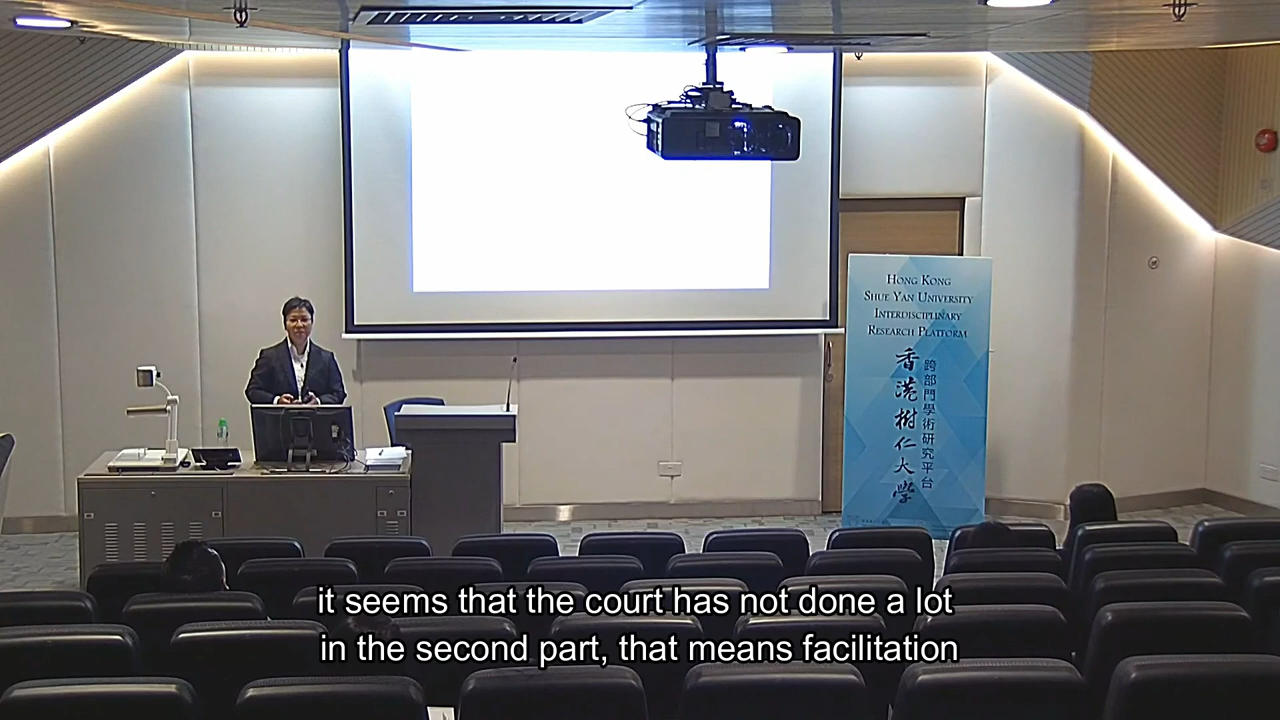 HONG KONG
SHUE YAN UNIVERSITY
INTERDISCIPLINARY
RESEARCH PLATFORM
香港樹仁大學
跨部門學術研究平台
it seems that the court has not done a lot
in the second part, that means facilitation